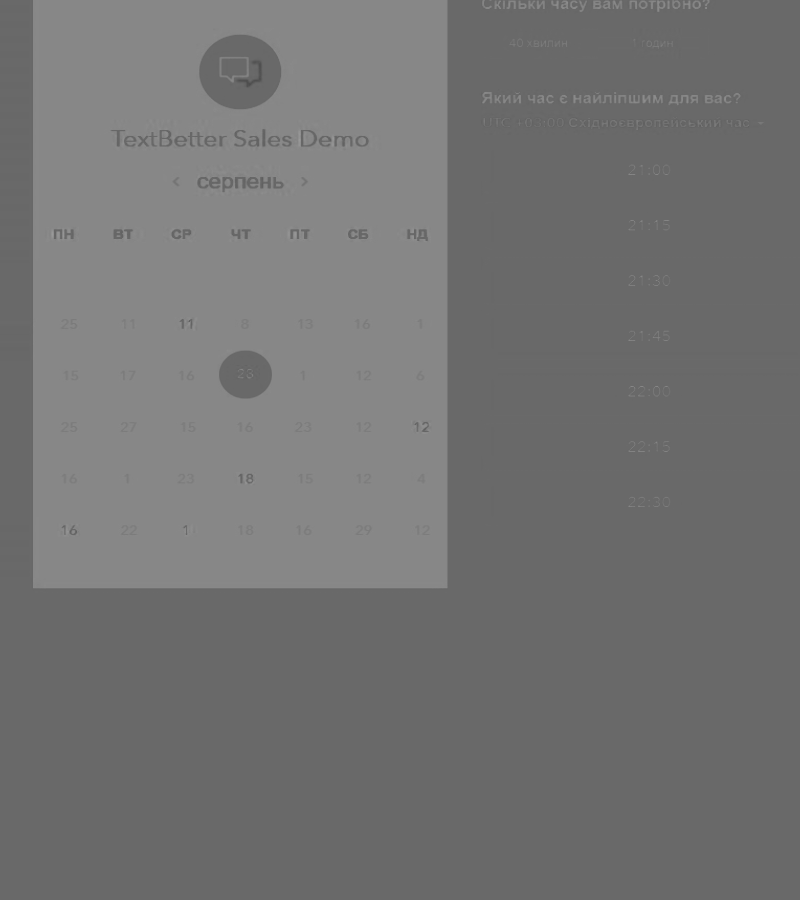 TextBetter Sales Demo
‹ серпень ›
ПН ВТ СР ЧТ ПТ СБ НД
25 11 11 8 13 16 1
15 17 16 23 1 12 6
25 27 15 16 23 12 12
16 1 23 18 15 12 4
16 22 1 18 16 29 12
Скільки часу вам потрібно?
40 хвилин 1 годин
Який час є найліпшим для вас?
Східноєвропейський час
21:00
21:15
21:30
21:45
22:00
22:15
22:30